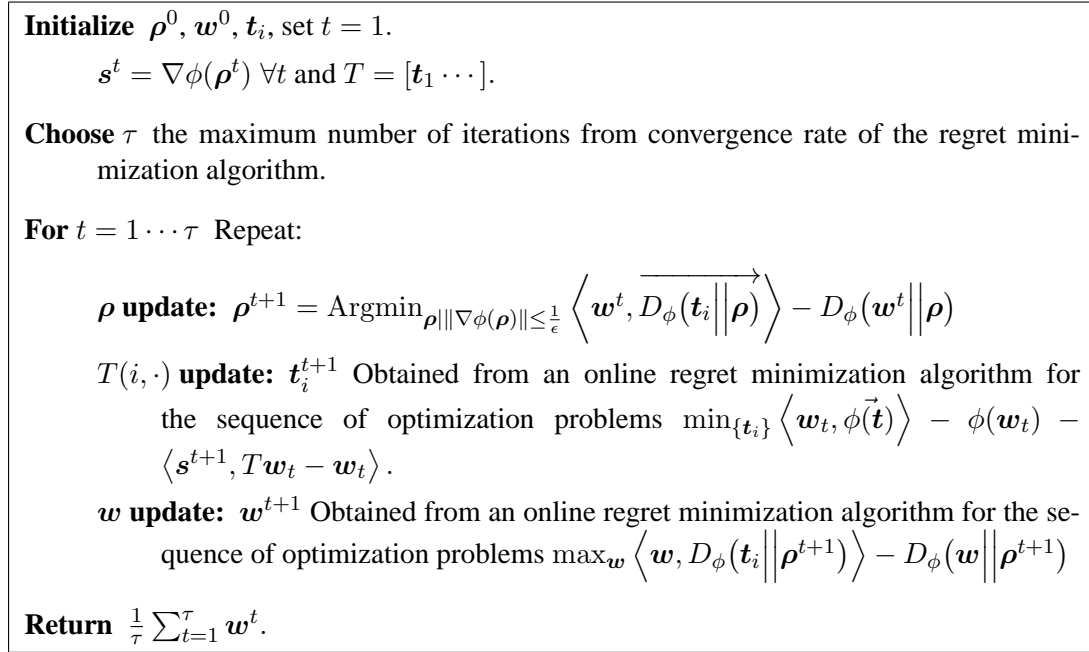 Initialize ρ⁰, w⁰, tᵢ, set t = 1.
sᵗ = ∇ϕ(ρᵗ) ∀t and T = [t₁ ⋯].
Choose τ the maximum number of iterations from convergence rate of the regret mini-
mization algorithm.
For t = 1 ⋯ τ Repeat:
ρ update: ρᵗ⁺¹ = Argmin_{ρ|‖∇ϕ(ρ)‖≤1/ϵ} ⟨wᵗ, \overrightarrow{D_ϕ(tᵢ||ρ)}⟩ − D_ϕ(wᵗ||ρ)
T(i, ·) update: tᵢᵗ⁺¹ Obtained from an online regret minimization algorithm for
the sequence of optimization problems min_{{tᵢ}} ⟨w_t, \vec{ϕ(t)}⟩ − ϕ(w_t) −
⟨sᵗ⁺¹, Tw_t − w_t⟩.
w update: wᵗ⁺¹ Obtained from an online regret minimization algorithm for the se-
quence of optimization problems max_w ⟨w, D_ϕ(tᵢ||ρᵗ⁺¹)⟩ − D_ϕ(w||ρᵗ⁺¹)
Return 1/τ ∑_{t=1}^{τ} wᵗ.